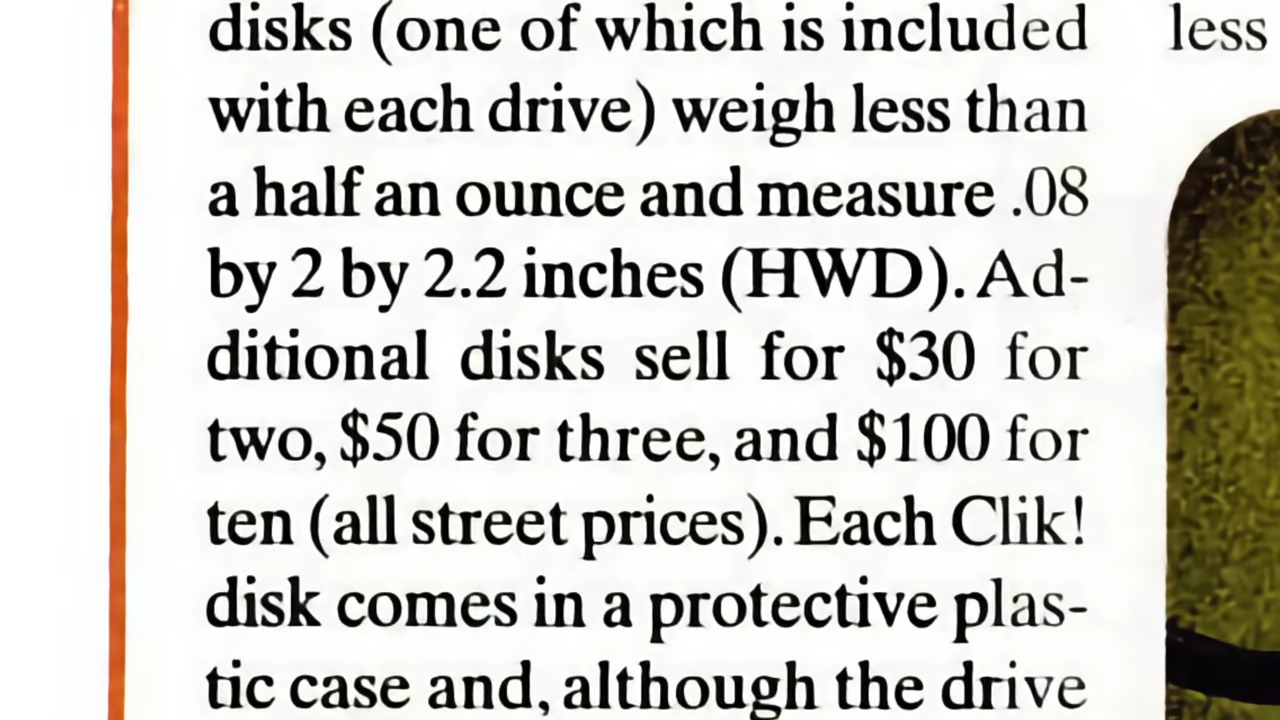 disks (one of which is included
with each drive) weigh less than
a half an ounce and measure .08
by 2 by 2.2 inches (HWD). Ad-
ditional disks sell for $30 for
two, $50 for three, and $100 for
ten (all street prices). Each Clik!
disk comes in a protective plas-
tic case and, although the drive
less